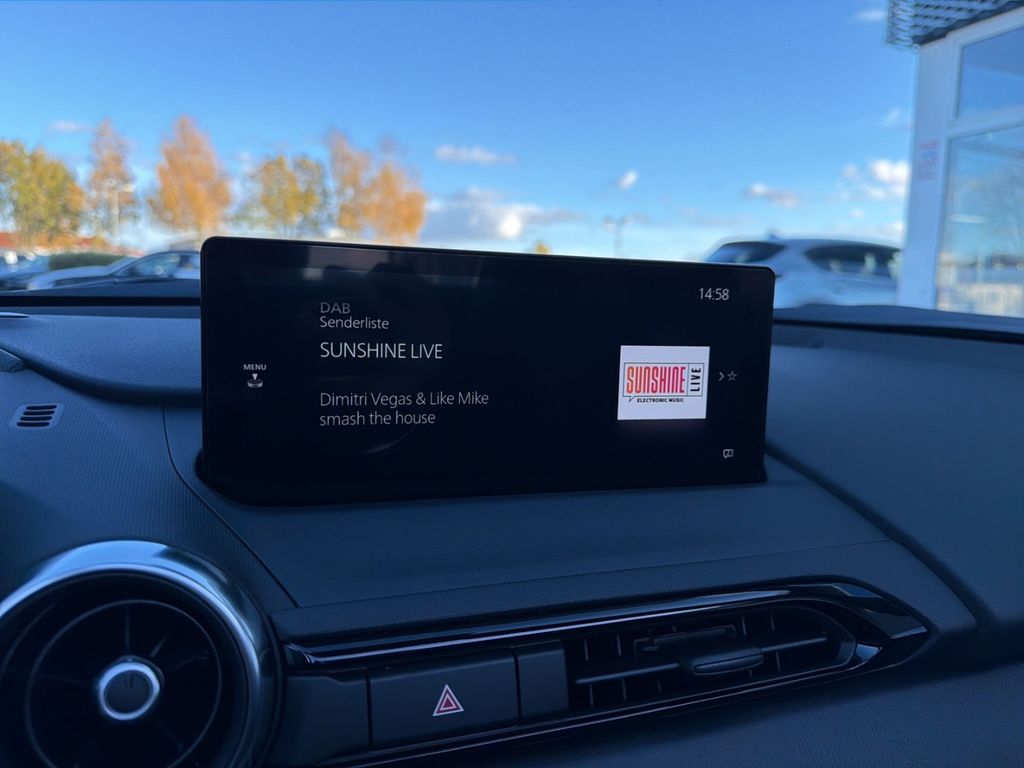 14:58
DAB
Senderliste
SUNSHINE LIVE
MENU
Dimitri Vegas & Like Mike
smash the house
SUNSHINE
LIVE
ELECTRONIC MUSIC